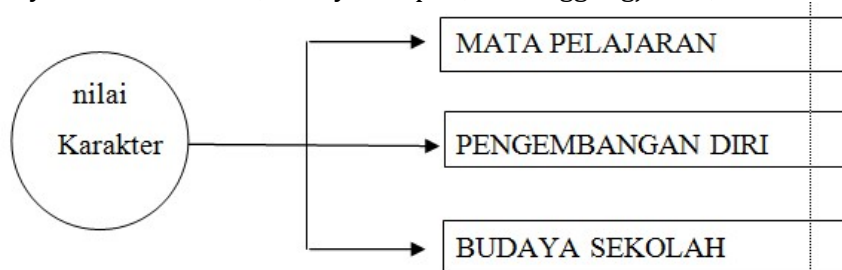 nilai
Karakter
MATA PELAJARAN
PENGEMBANGAN DIRI
BUDAYA SEKOLAH